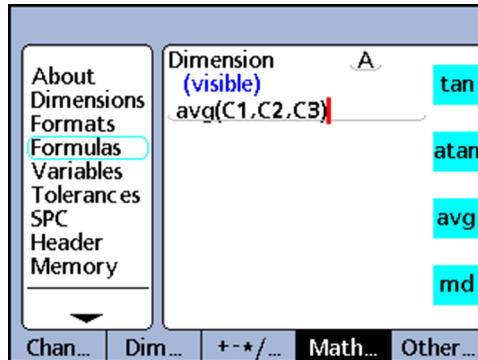 About
Dimensions
Formats
Formulas
Variables
Tolerances
SPC
Header
Memory
Dimension A
(visible)
avg(C1,C2,C3)
tan
atan
avg
md
Chan... Dim... +-*/... Math... Other...